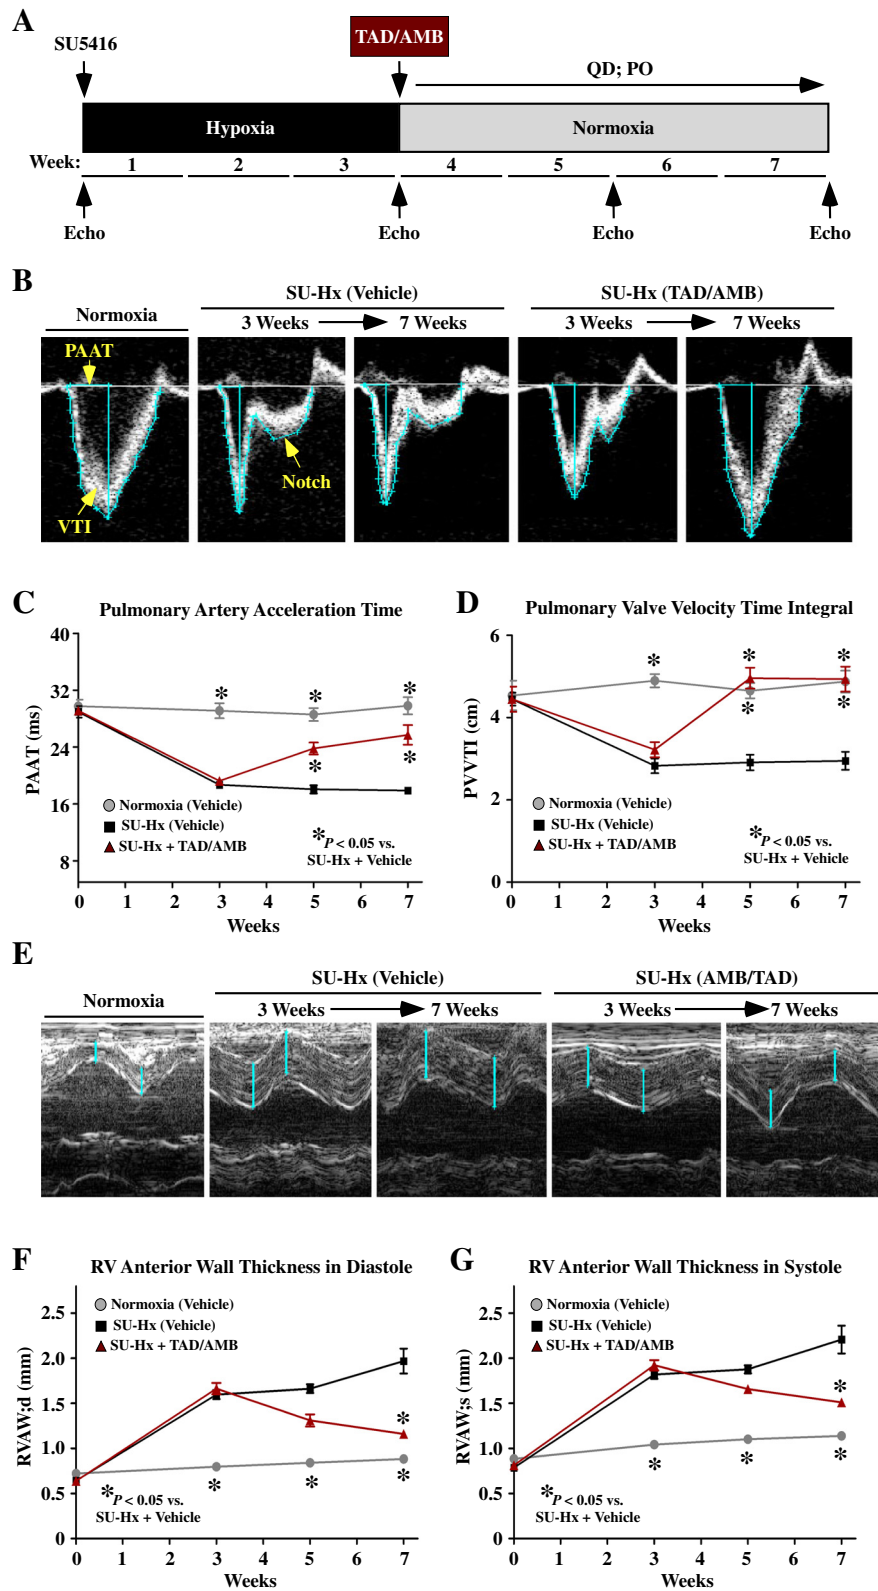 A
SU5416
TAD/AMB
QD; PO
Hypoxia
Normoxia
Week: 1 2 3 4 5 6 7
Echo Echo Echo Echo
B
SU-Hx (Vehicle)
SU-Hx (TAD/AMB)
Normoxia
3 Weeks
7 Weeks
3 Weeks
7 Weeks
PAAT
Notch
VTI
C
Pulmonary Artery Acceleration Time
40
32
24
16
8
PAAT (ms)
* * *
* *
Normoxia (Vehicle)
SU-Hx (Vehicle)
SU-Hx + TAD/AMB
*P < 0.05 vs.
SU-Hx + Vehicle
0 1 2 3 4 5 6 7
Weeks
D
Pulmonary Valve Velocity Time Integral
6
4
2
0
PVVTI (cm)
* * *
* *
Normoxia (Vehicle)
SU-Hx (Vehicle)
SU-Hx + TAD/AMB
*P < 0.05 vs.
SU-Hx + Vehicle
0 1 2 3 4 5 6 7
Weeks
E
SU-Hx (Vehicle)
SU-Hx (AMB/TAD)
Normoxia
3 Weeks
7 Weeks
3 Weeks
7 Weeks
F
RV Anterior Wall Thickness in Diastole
2.5
2.0
1.5
1.0
0.5
0
RVAW;d (mm)
Normoxia (Vehicle)
SU-Hx (Vehicle)
SU-Hx + TAD/AMB
*
* * *
*P < 0.05 vs.
SU-Hx + Vehicle
0 1 2 3 4 5 6 7
Weeks
G
RV Anterior Wall Thickness in Systole
2.5
2.0
1.5
1.0
0.5
0
RVAW;s (mm)
Normoxia (Vehicle)
SU-Hx (Vehicle)
SU-Hx + TAD/AMB
*
* * *
*P < 0.05 vs.
SU-Hx + Vehicle
0 1 2 3 4 5 6 7
Weeks